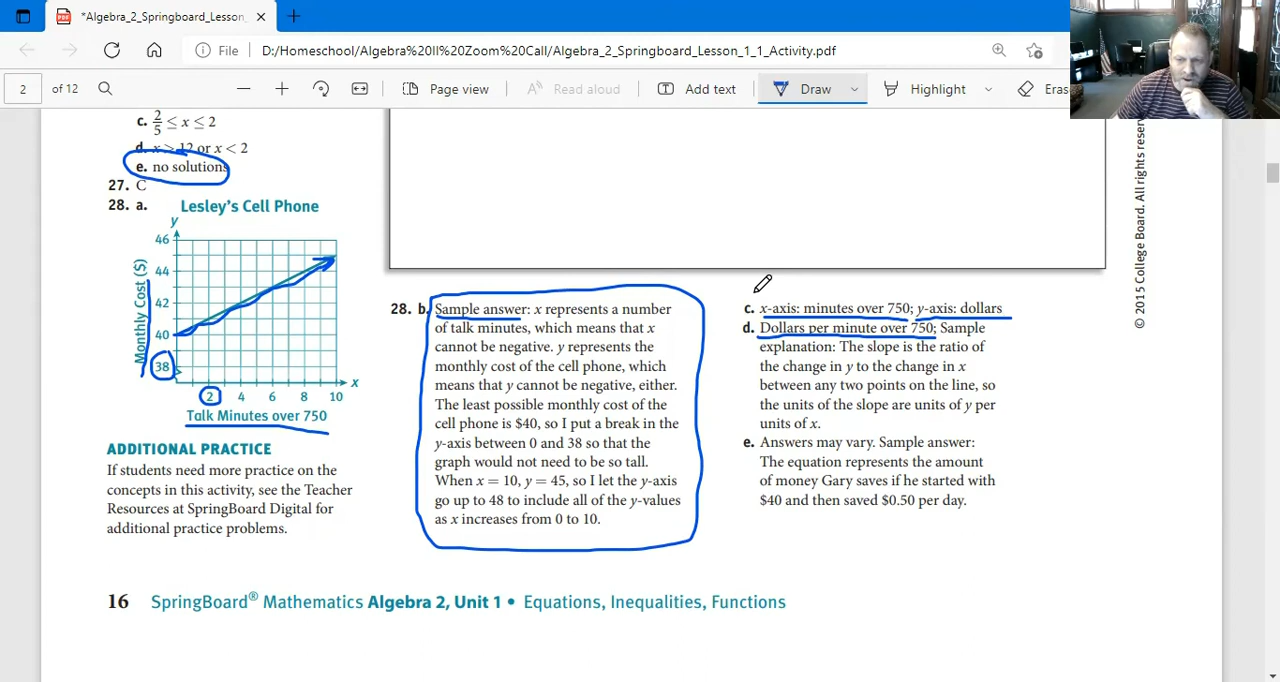 *Algebra_2_Springboard_Lesson
File
D:/Homeschool/Algebra%20II%20Zoom%20Call/Algebra_2_Springboard_Lesson_1_1_Activity.pdf
2 of 12
Page view
Read aloud
Add text
Draw
Highlight
Eras
c. 2/5 ≤ x ≤ 2
d. x > 12 or x < 2
e. no solutions
27. C
28. a. Lesley's Cell Phone
y
46
44
42
40
38
Monthly Cost ($)
2 4 6 8 10 x
Talk Minutes over 750
ADDITIONAL PRACTICE
If students need more practice on the
concepts in this activity, see the Teacher
Resources at SpringBoard Digital for
additional practice problems.
28. b. Sample answer: x represents a number
of talk minutes, which means that x
cannot be negative. y represents the
monthly cost of the cell phone, which
means that y cannot be negative, either.
The least possible monthly cost of the
cell phone is $40, so I put a break in the
y-axis between 0 and 38 so that the
graph would not need to be so tall.
When x = 10, y = 45, so I let the y-axis
go up to 48 to include all of the y-values
as x increases from 0 to 10.
c. x-axis: minutes over 750; y-axis: dollars
d. Dollars per minute over 750; Sample
explanation: The slope is the ratio of
the change in y to the change in x
between any two points on the line, so
the units of the slope are units of y per
units of x.
e. Answers may vary. Sample answer:
The equation represents the amount
of money Gary saves if he started with
$40 and then saved $0.50 per day.
© 2015 College Board. All rights reserv
16 SpringBoard® Mathematics Algebra 2, Unit 1 • Equations, Inequalities, Functions